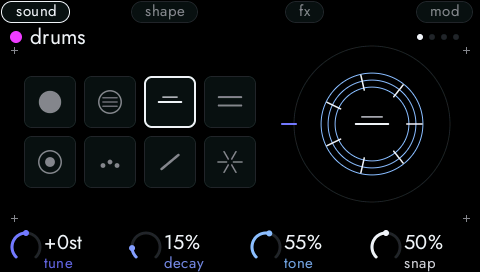 sound shape fx mod
drums
+0st 15% 55% 50%
tune decay tone snap